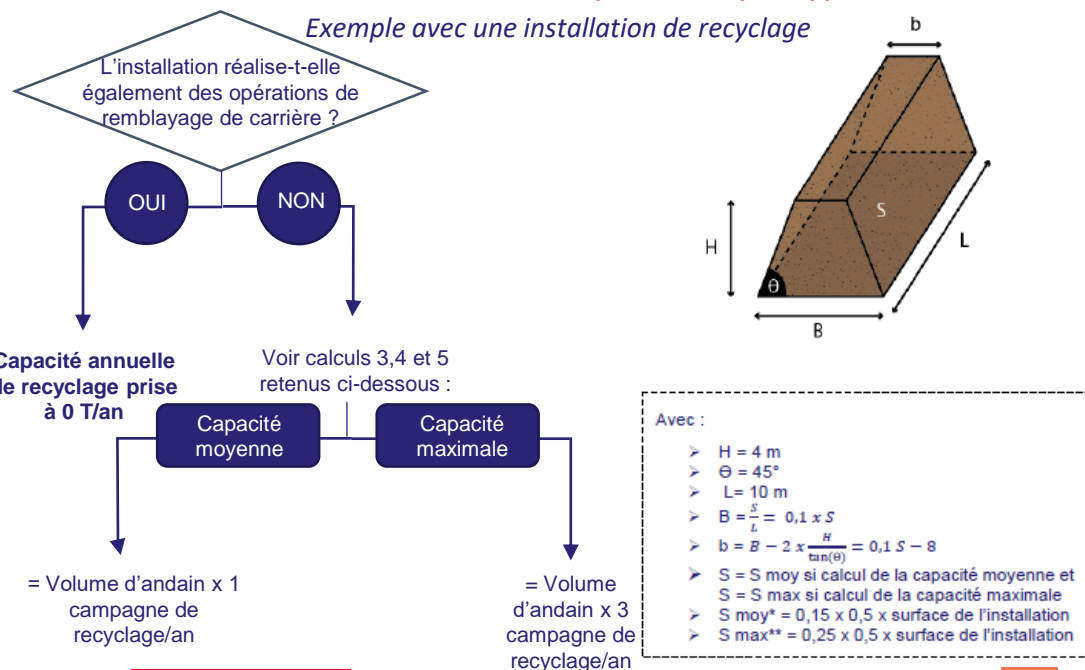 Exemple avec une installation de recyclage
L'installation réalise-t-elle
également des opérations de
remblayage de carrière ?
OUI
NON
Capacité annuelle
de recyclage prise
à 0 T/an
Voir calculs 3,4 et 5
retenus ci-dessous :
Capacité
moyenne
Capacité
maximale
= Volume d'andain x 1
campagne de
recyclage/an
= Volume
d'andain x 3
campagne de
recyclage/an
b
S
H
L
θ
B
Avec :
➢ H = 4 m
➢ Ɵ = 45°
➢ L= 10 m
➢ B = S/L = 0,1 x S
➢ b = B − 2 x H/tan(θ) = 0,1 S − 8
➢ S = S moy si calcul de la capacité moyenne et
S = S max si calcul de la capacité maximale
➢ S moy* = 0,15 x 0,5 x surface de l'installation
➢ S max** = 0,25 x 0,5 x surface de l'installation